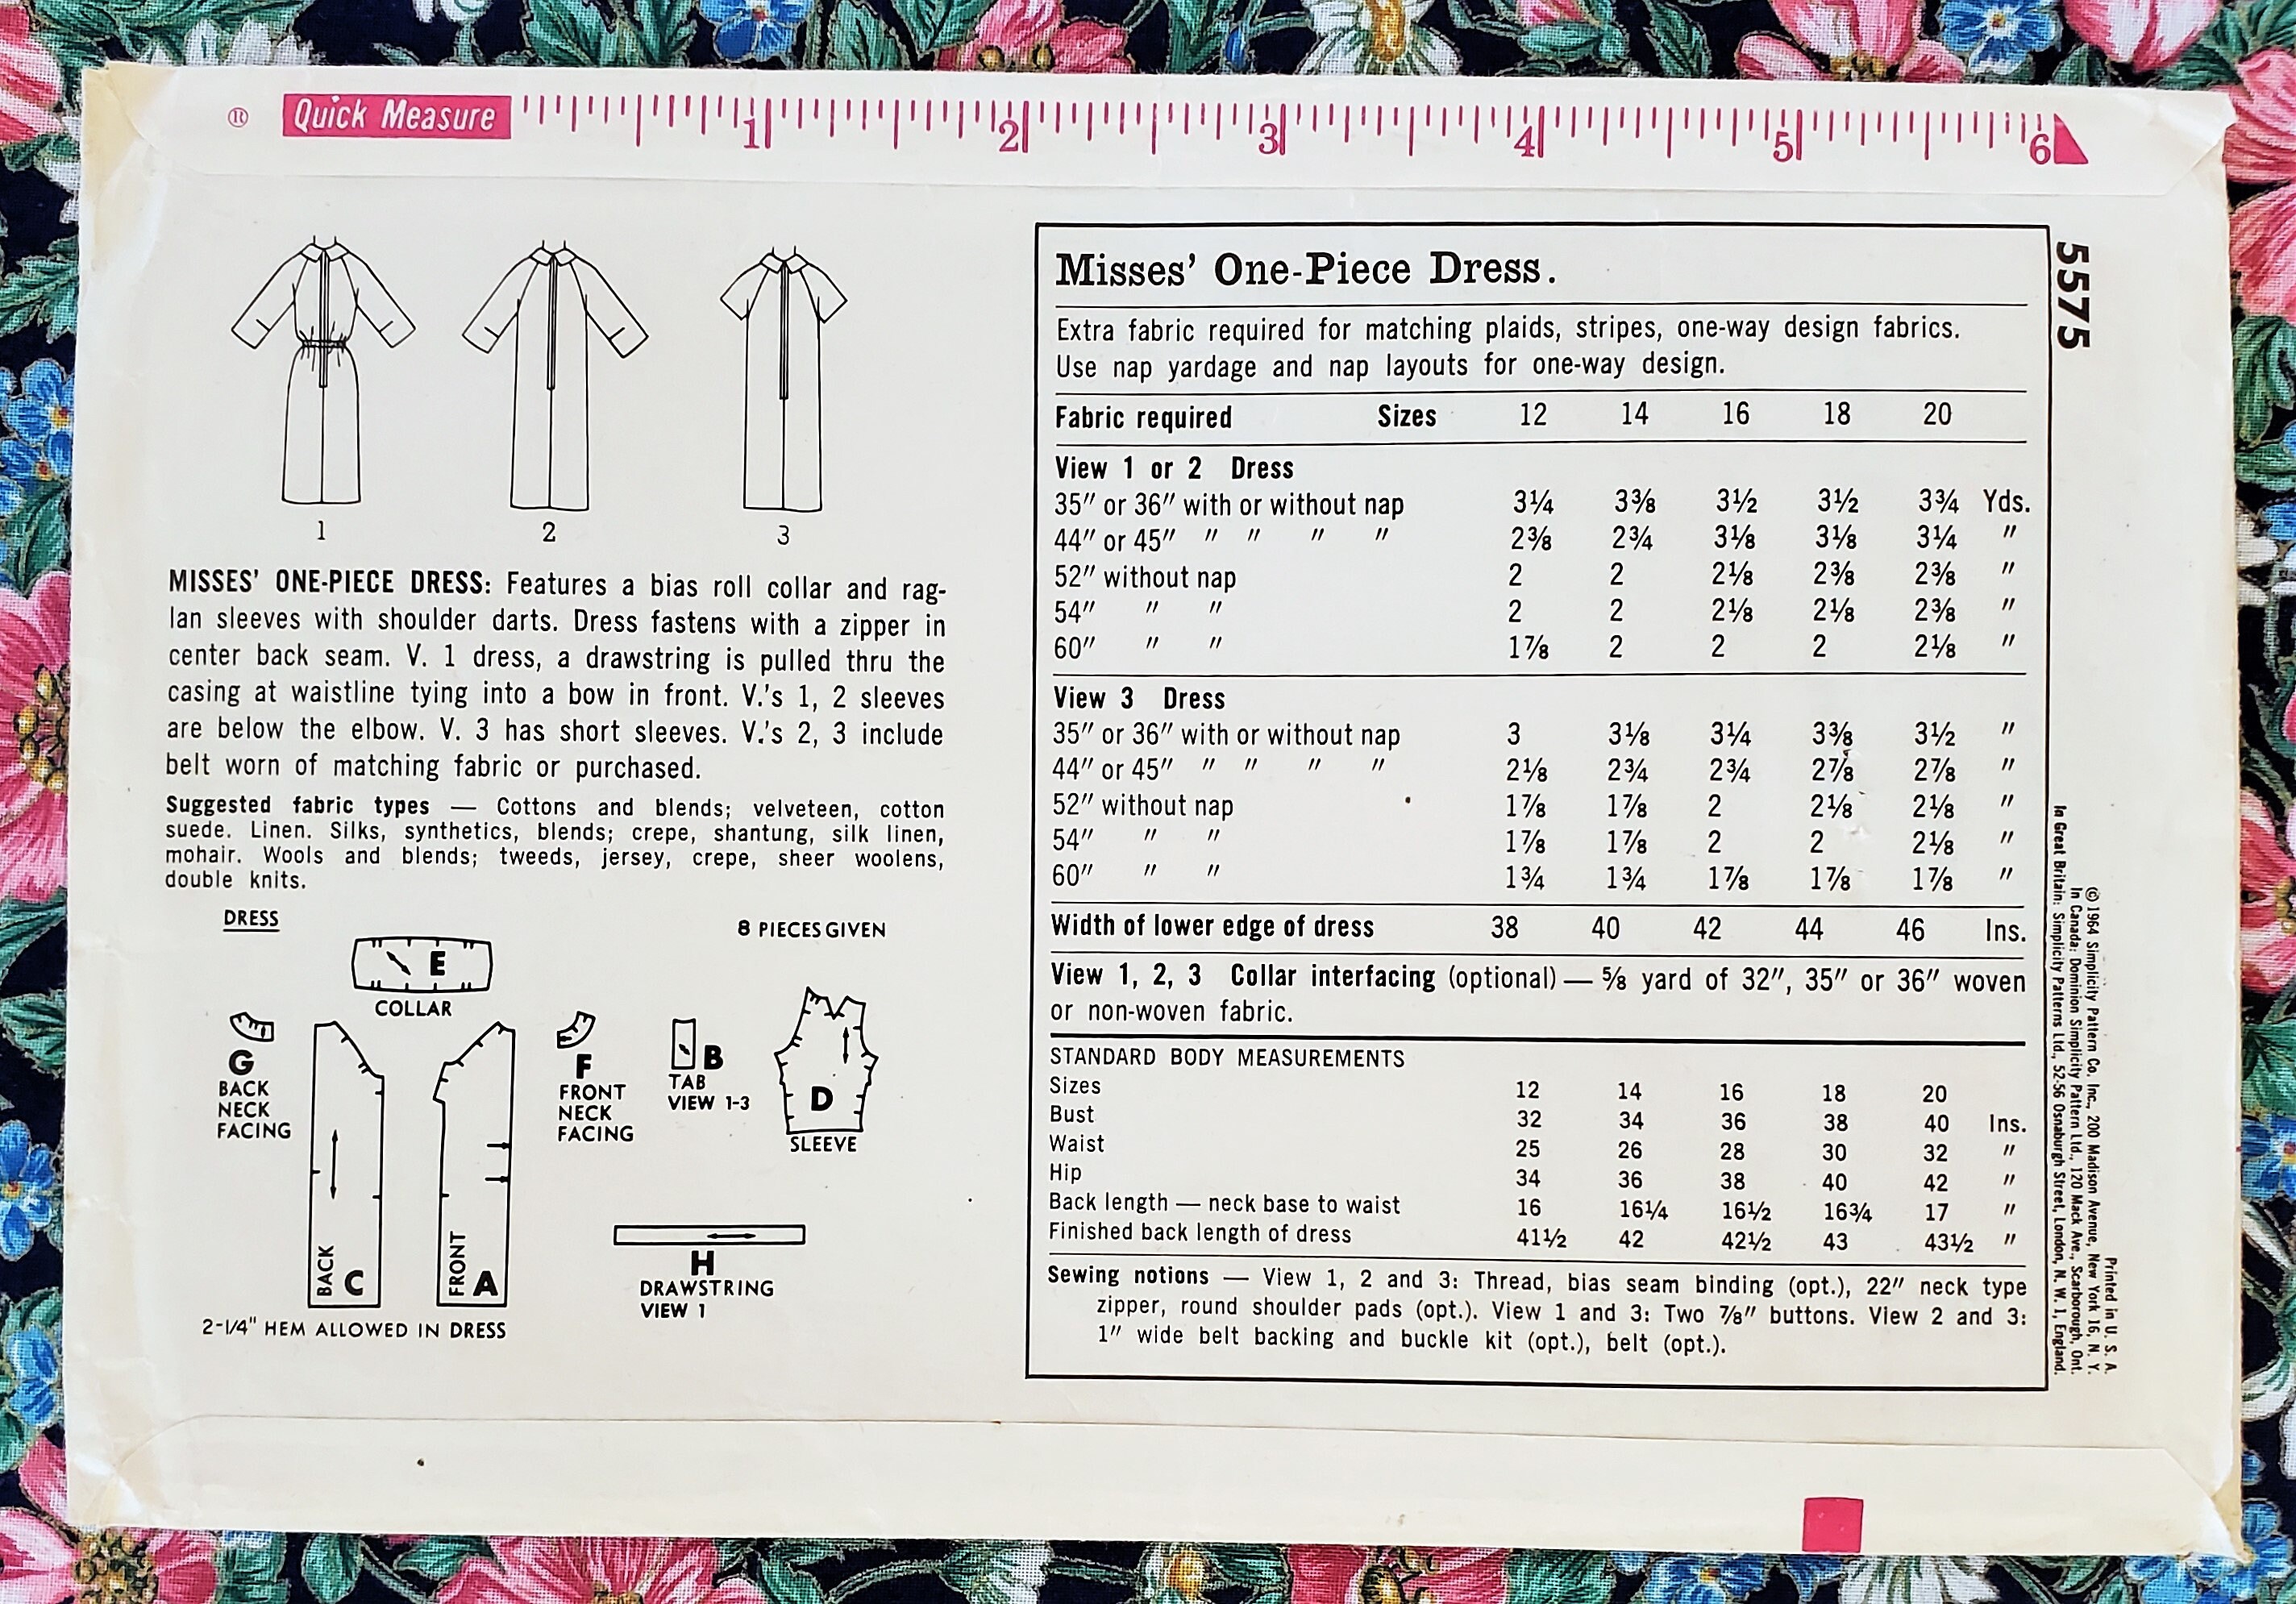 ® Quick Measure 1 2 3 4 5 6
1 2 3
MISSES' ONE-PIECE DRESS: Features a bias roll collar and rag-
lan sleeves with shoulder darts. Dress fastens with a zipper in
center back seam. V. 1 dress, a drawstring is pulled thru the
casing at waistline tying into a bow in front. V.'s 1, 2 sleeves
are below the elbow. V. 3 has short sleeves. V.'s 2, 3 include
belt worn of matching fabric or purchased.
Suggested fabric types — Cottons and blends; velveteen, cotton
suede. Linen. Silks, synthetics, blends; crepe, shantung, silk linen,
mohair. Wools and blends; tweeds, jersey, crepe, sheer woolens,
double knits.
DRESS
8 PIECES GIVEN
E
COLLAR
G
BACK
NECK
FACING
BACK C
FRONT A
F
FRONT
NECK
FACING
B
TAB
VIEW 1-3
D
SLEEVE
H
DRAWSTRING
VIEW 1
2-1/4" HEM ALLOWED IN DRESS
Misses' One-Piece Dress.
Extra fabric required for matching plaids, stripes, one-way design fabrics.
Use nap yardage and nap layouts for one-way design.
Fabric required Sizes 12 14 16 18 20
View 1 or 2 Dress
35" or 36" with or without nap 3¼ 3⅜ 3½ 3½ 3¾ Yds.
44" or 45" " " " " 2⅜ 2¾ 3⅛ 3⅛ 3¼ "
52" without nap 2 2 2⅛ 2⅜ 2⅜ "
54" " " 2 2 2⅛ 2⅛ 2⅜ "
60" " " 1⅞ 2 2 2 2⅛ "
View 3 Dress
35" or 36" with or without nap 3 3⅛ 3¼ 3⅜ 3½ "
44" or 45" " " " " 2⅛ 2¾ 2¾ 2⅞ 2⅞ "
52" without nap 1⅞ 1⅞ 2 2⅛ 2⅛ "
54" " " 1⅞ 1⅞ 2 2 2⅛ "
60" " " 1¾ 1¾ 1⅞ 1⅞ 1⅞ "
Width of lower edge of dress 38 40 42 44 46 Ins.
View 1, 2, 3 Collar interfacing (optional) — ⅝ yard of 32", 35" or 36" woven
or non-woven fabric.
STANDARD BODY MEASUREMENTS
Sizes 12 14 16 18 20
Bust 32 34 36 38 40 Ins.
Waist 25 26 28 30 32 "
Hip 34 36 38 40 42 "
Back length — neck base to waist 16 16¼ 16½ 16¾ 17 "
Finished back length of dress 41½ 42 42½ 43 43½ "
Sewing notions — View 1, 2 and 3: Thread, bias seam binding (opt.), 22" neck type
zipper, round shoulder pads (opt.). View 1 and 3: Two ⅞" buttons. View 2 and 3:
1" wide belt backing and buckle kit (opt.), belt (opt.).
5575
Printed in U. S. A.
© 1964 Simplicity Pattern Co. Inc., 200 Madison Avenue, New York 16, N. Y.
In Canada: Dominion Simplicity Pattern Ltd., 120 Mack Ave., Scarborough, Ont.
In Great Britain: Simplicity Patterns Ltd., 52-56 Osnaburgh Street, London, N. W. 1, England.